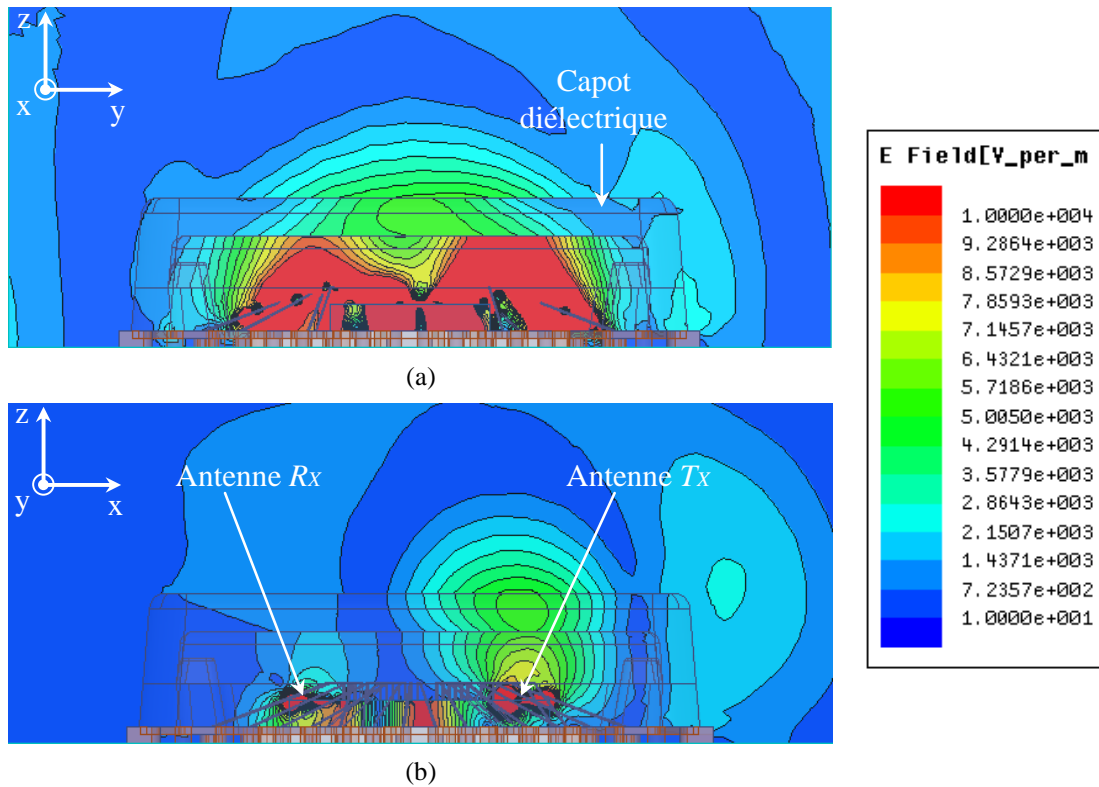 z
x
y
Capot
diélectrique
(a)
z
y
x
Antenne Rx
Antenne Tx
(b)
E Field[V_per_m
1.0000e+004
9.2864e+003
8.5729e+003
7.8593e+003
7.1457e+003
6.4321e+003
5.7186e+003
5.0050e+003
4.2914e+003
3.5779e+003
2.8643e+003
2.1507e+003
1.4371e+003
7.2357e+002
1.0000e+001